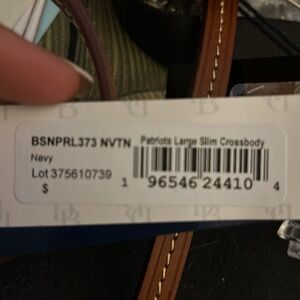 BSNPRL373 NVTN Patriots Large Slim Crossbody
Navy
Lot 375610739
$
1 96546 24410 4